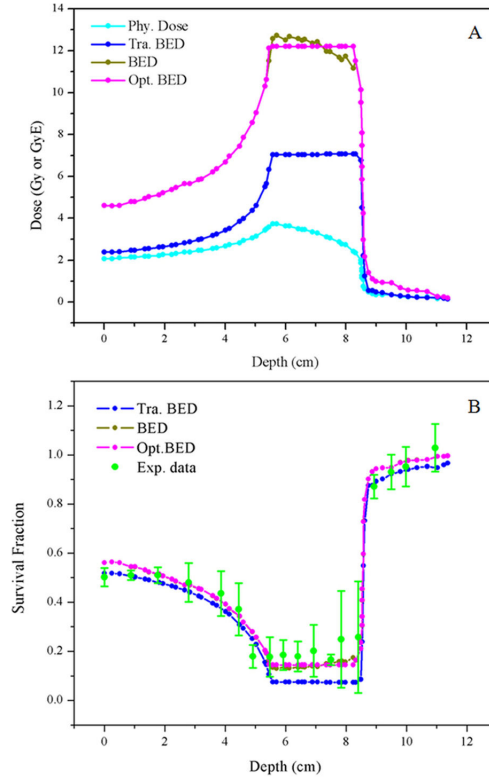 A
Phy. Dose
Tra. BED
BED
Opt. BED
Dose (Gy or GyE)
14
12
10
8
6
4
2
0
0 2 4 6 8 10 12
Depth (cm)
B
Tra. BED
BED
Opt.BED
Exp. data
Survival Fraction
1.2
1.0
0.8
0.6
0.4
0.2
0.0
0 2 4 6 8 10 12
Depth (cm)